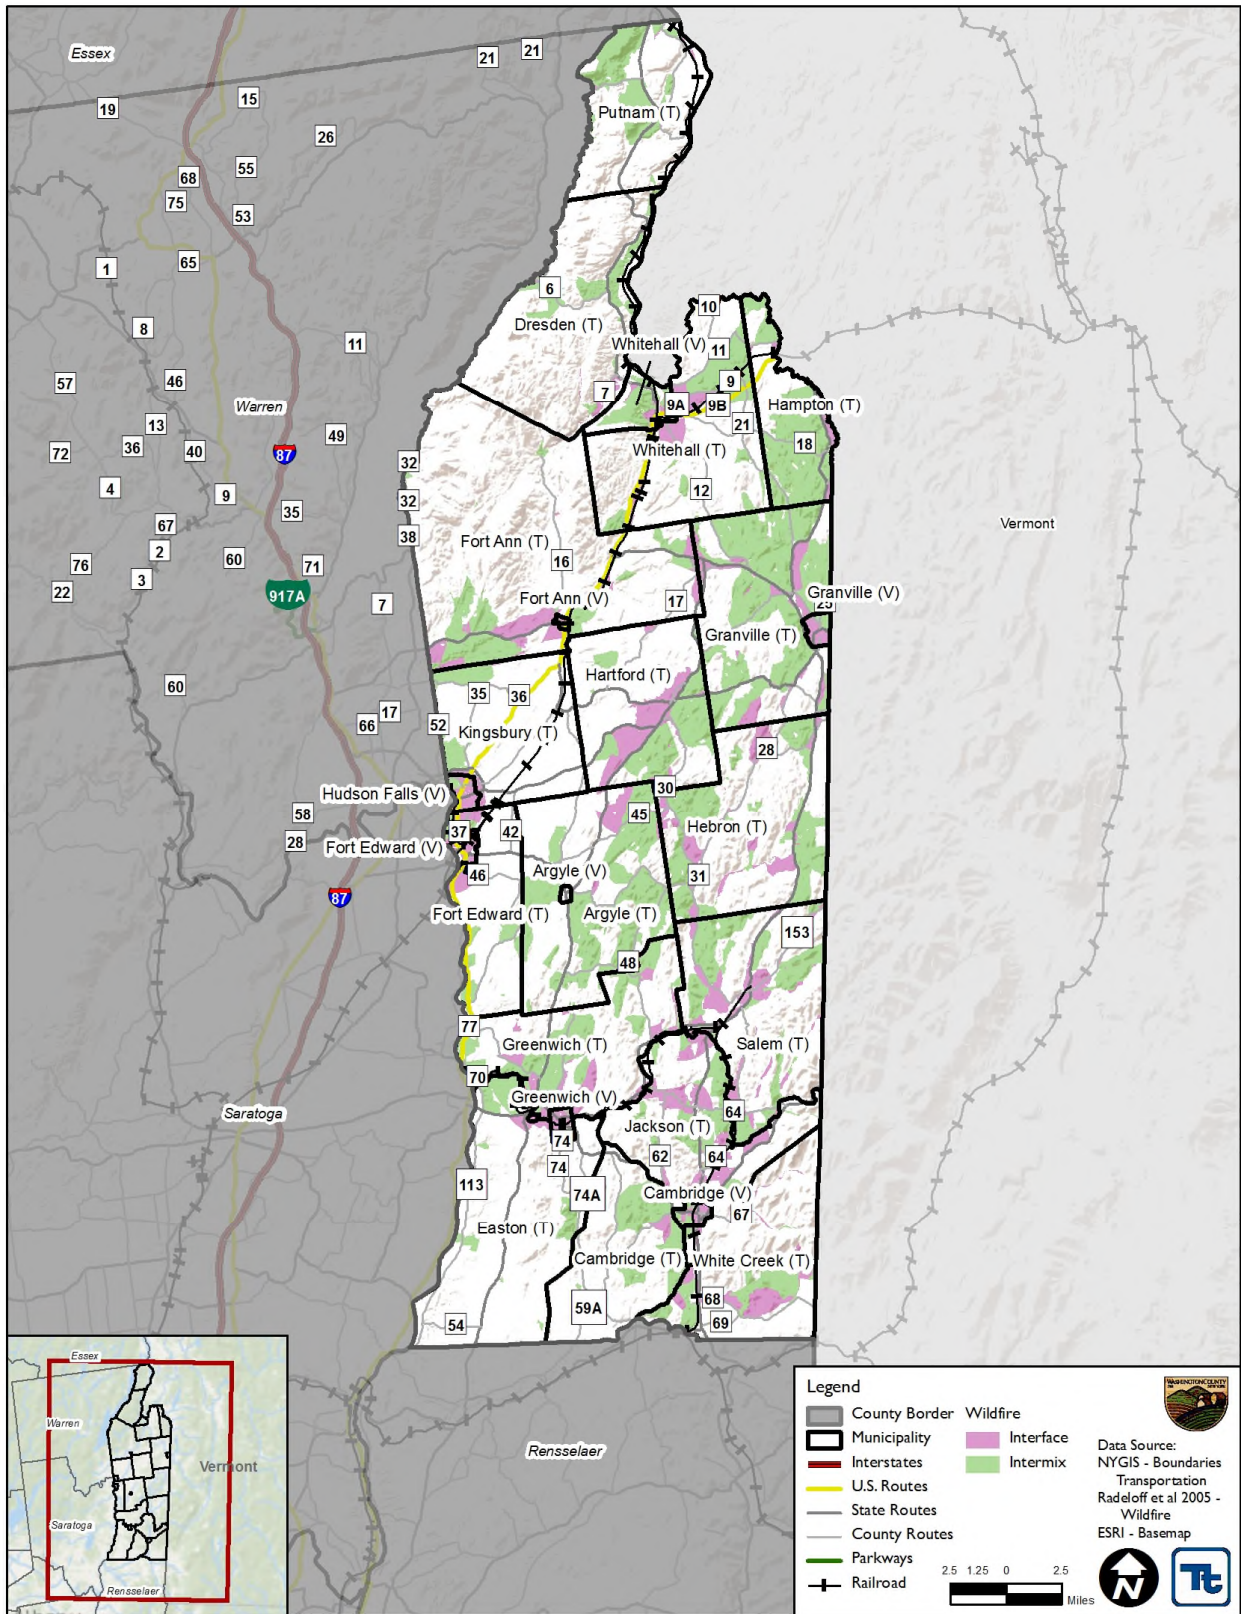 Essex
21
21
19
15
26
Putnam (T)
55
68
75
53
65
1
6
10
8
Dresden (T)
Whitehall (V)
11
11
57
46
7
9
Warren
9A
9B
Hampton (T)
13
21
49
18
72
36
40
87
32
Whitehall (T)
4
9
32
12
35
67
38
Vermont
2
60
Fort Ann (T)
16
76
71
3
22
917A
7
Fort Ann (V)
17
Granville (V)
25
Granville (T)
60
35
36
Hartford (T)
17
66
52
Kingsbury (T)
28
Hudson Falls (V)
30
58
45
Hebron (T)
28
37
42
Fort Edward (V)
46
Argyle (V)
31
87
Fort Edward (T)
Argyle (T)
153
48
77
Greenwich (T)
Salem (T)
70
Greenwich (V)
Saratoga
64
Jackson (T)
74
62
64
74
113
74A
Cambridge (V)
67
Easton (T)
Cambridge (T)
White Creek (T)
59A
68
54
69
Rensselaer
Essex
Warren
Vermont
Saratoga
Rensselaer
Legend
County Border
Municipality
Interstates
U.S. Routes
State Routes
County Routes
Parkways
Railroad
Wildfire
Interface
Intermix
WASHINGTON COUNTY
Data Source:
NYGIS - Boundaries
Transportation
Radeloff et al 2005 -
Wildfire
ESRI - Basemap
2.5 1.25 0 2.5
Miles
N
Tt